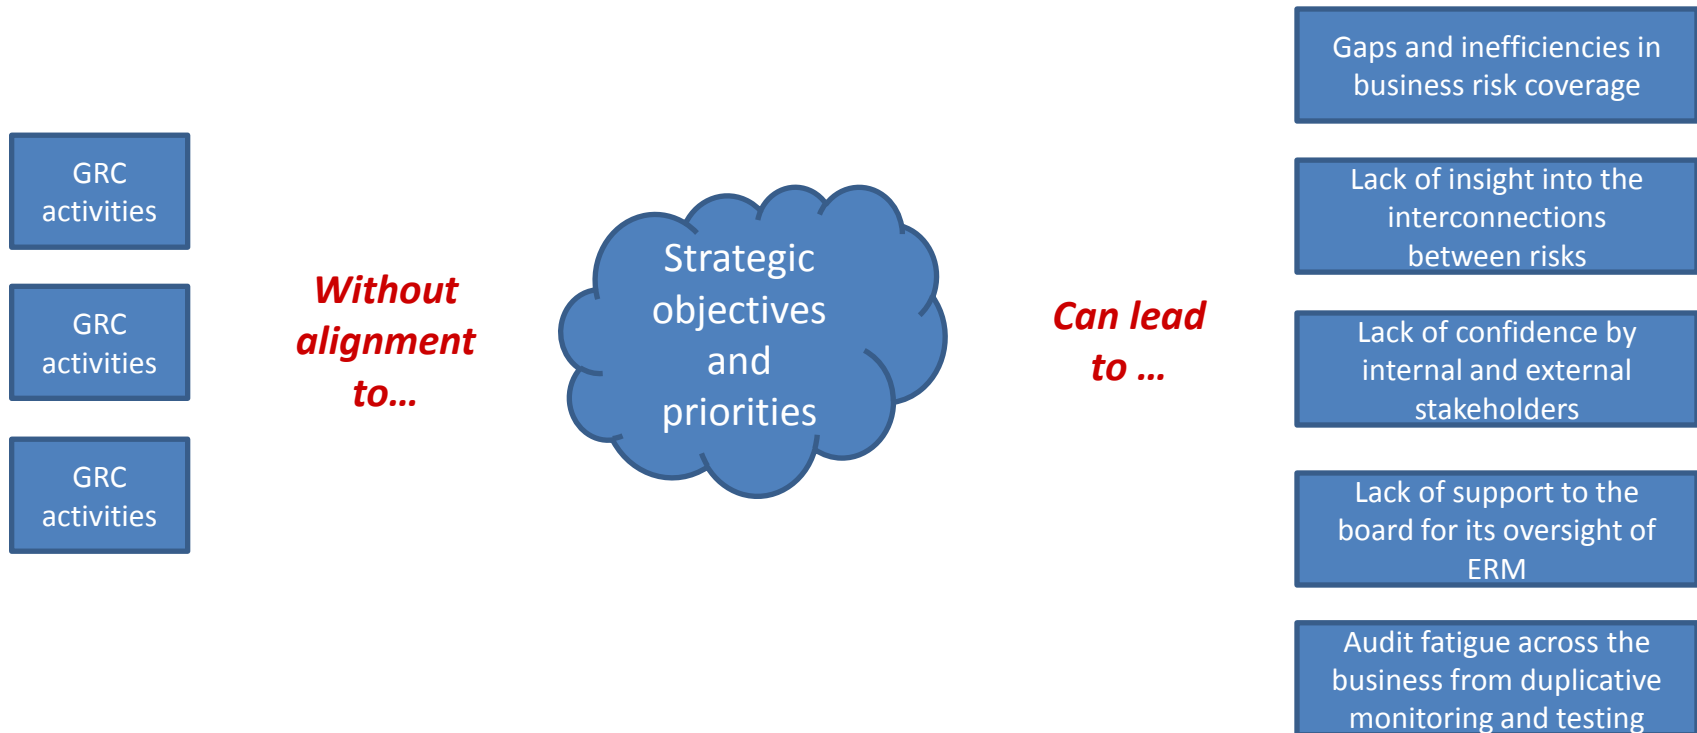 GRC
activities
GRC
activities
GRC
activities
Without
alignment
to...
Strategic
objectives
and
priorities
Can lead
to ...
Gaps and inefficiencies in
business risk coverage
Lack of insight into the
interconnections
between risks
Lack of confidence by
internal and external
stakeholders
Lack of support to the
board for its oversight of
ERM
Audit fatigue across the
business from duplicative
monitoring and testing